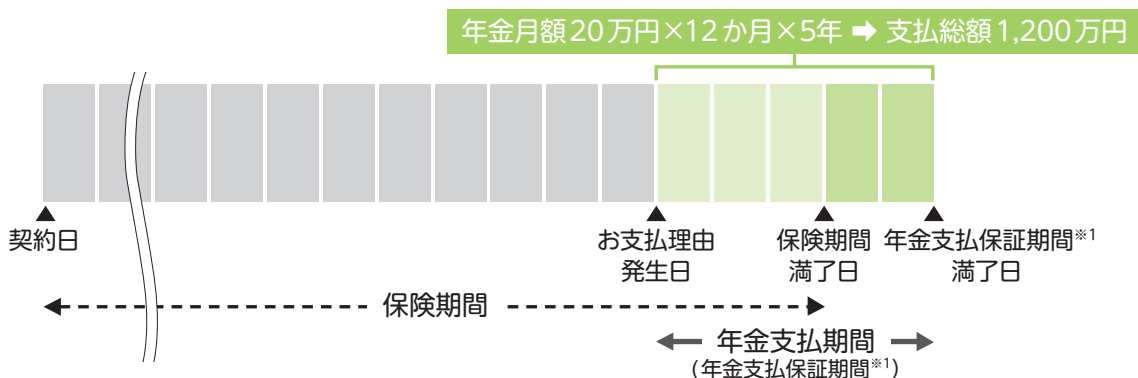 年金月額20万円×12か月×5年 ➡ 支払総額1,200万円
契約日
お支払理由
発生日
保険期間
満了日
年金支払保証期間※1
満了日
保険期間
年金支払期間
(年金支払保証期間※1)